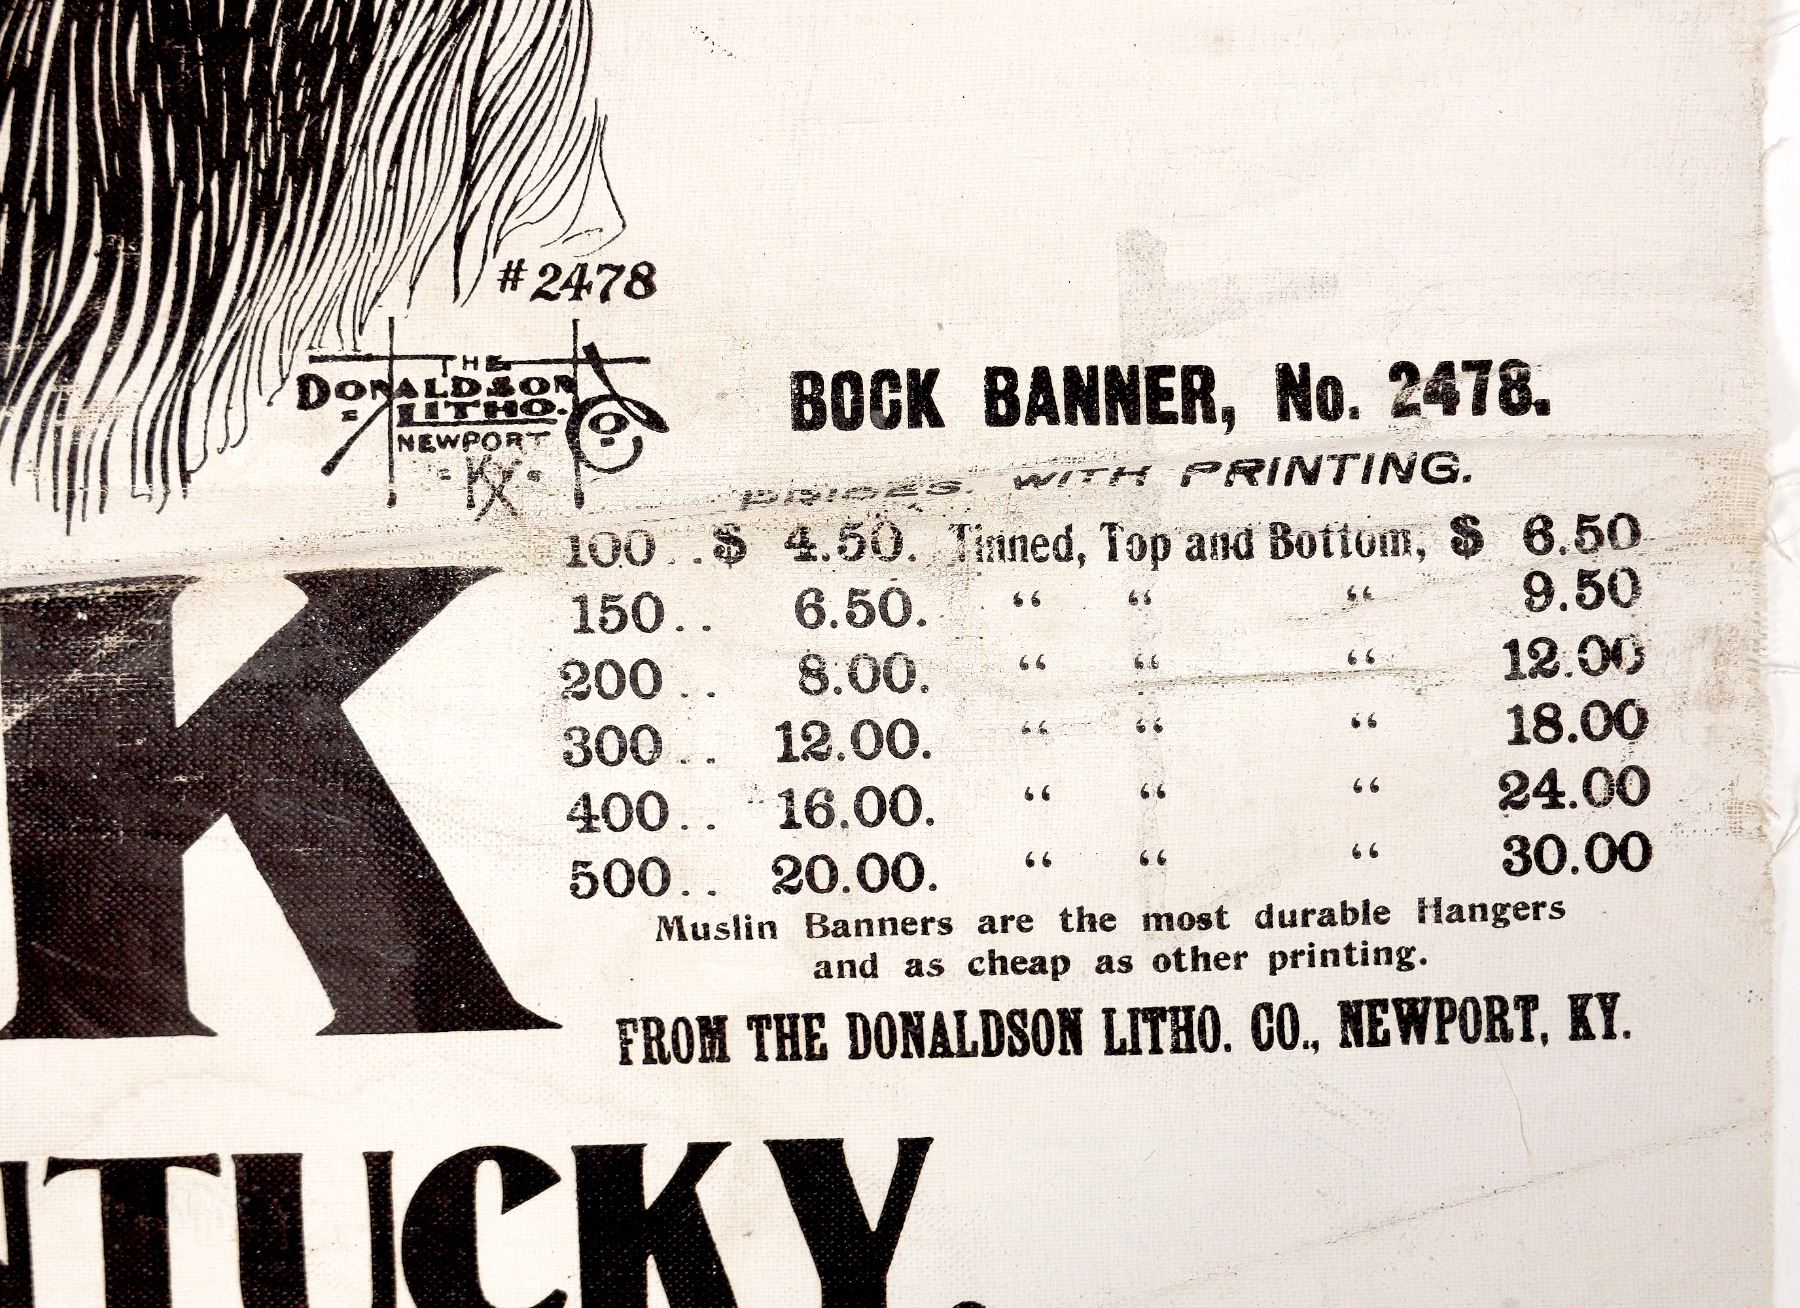 #2478
THE
DONALDSON
LITHO.
NEWPORT
KY.
BOCK BANNER, No. 2478.
PRICES. WITH PRINTING.
100 .. $ 4.50. Tinned, Top and Bottom, $ 6.50
150.. 6.50. “ “ “ 9.50
200 .. 8.00. “ “ “ 12.00
300 .. 12.00. “ “ “ 18.00
400 .. 16.00. “ “ “ 24.00
500 .. 20.00. “ “ “ 30.00
Muslin Banners are the most durable Hangers
and as cheap as other printing.
FROM THE DONALDSON LITHO. CO., NEWPORT, KY.
K
NTUCKY.